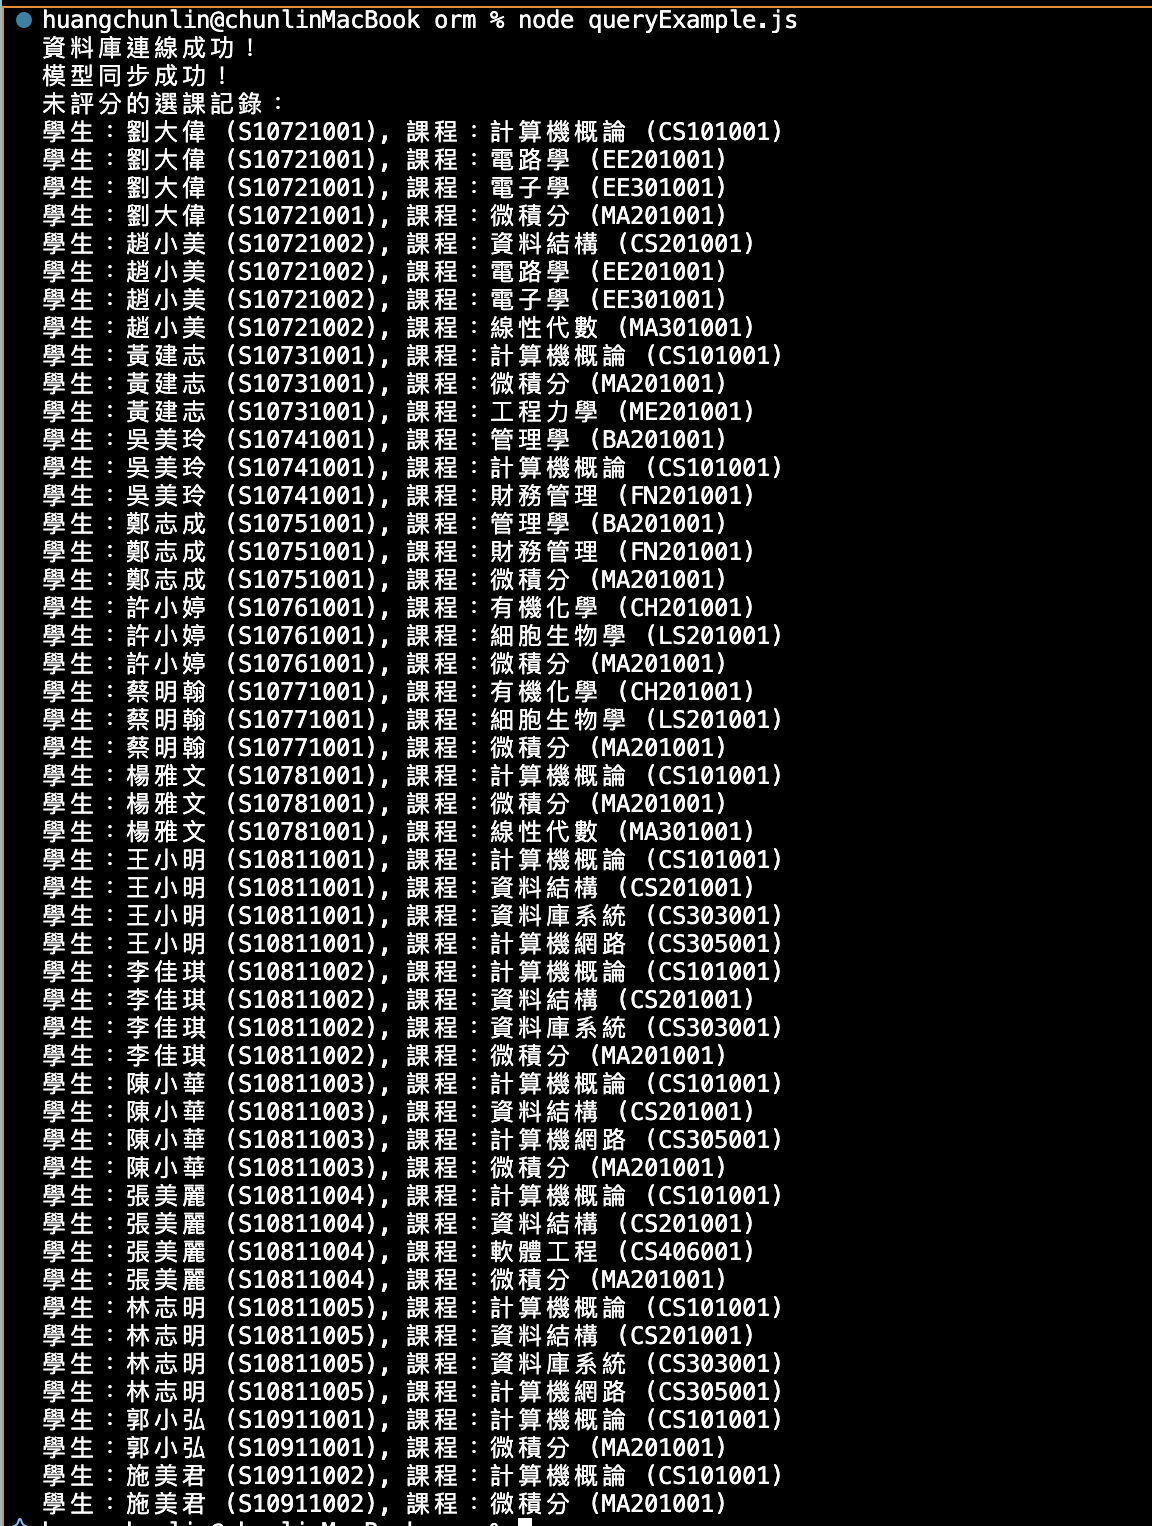 huangchunlin@chunlinMacBook orm % node queryExample.js
資料庫連線成功！
模型同步成功！
未評分的選課記錄：
學生：劉大偉 (S10721001), 課程：計算機概論 (CS101001)
學生：劉大偉 (S10721001), 課程：電路學 (EE201001)
學生：劉大偉 (S10721001), 課程：電子學 (EE301001)
學生：劉大偉 (S10721001), 課程：微積分 (MA201001)
學生：趙小美 (S10721002), 課程：資料結構 (CS201001)
學生：趙小美 (S10721002), 課程：電路學 (EE201001)
學生：趙小美 (S10721002), 課程：電子學 (EE301001)
學生：趙小美 (S10721002), 課程：線性代數 (MA301001)
學生：黃建志 (S10731001), 課程：計算機概論 (CS101001)
學生：黃建志 (S10731001), 課程：微積分 (MA201001)
學生：黃建志 (S10731001), 課程：工程力學 (ME201001)
學生：吳美玲 (S10741001), 課程：管理學 (BA201001)
學生：吳美玲 (S10741001), 課程：計算機概論 (CS101001)
學生：吳美玲 (S10741001), 課程：財務管理 (FN201001)
學生：鄭志成 (S10751001), 課程：管理學 (BA201001)
學生：鄭志成 (S10751001), 課程：財務管理 (FN201001)
學生：鄭志成 (S10751001), 課程：微積分 (MA201001)
學生：許小婷 (S10761001), 課程：有機化學 (CH201001)
學生：許小婷 (S10761001), 課程：細胞生物學 (LS201001)
學生：許小婷 (S10761001), 課程：微積分 (MA201001)
學生：蔡明翰 (S10771001), 課程：有機化學 (CH201001)
學生：蔡明翰 (S10771001), 課程：細胞生物學 (LS201001)
學生：蔡明翰 (S10771001), 課程：微積分 (MA201001)
學生：楊雅文 (S10781001), 課程：計算機概論 (CS101001)
學生：楊雅文 (S10781001), 課程：微積分 (MA201001)
學生：楊雅文 (S10781001), 課程：線性代數 (MA301001)
學生：王小明 (S10811001), 課程：計算機概論 (CS101001)
學生：王小明 (S10811001), 課程：資料結構 (CS201001)
學生：王小明 (S10811001), 課程：資料庫系統 (CS303001)
學生：王小明 (S10811001), 課程：計算機網路 (CS305001)
學生：李佳琪 (S10811002), 課程：計算機概論 (CS101001)
學生：李佳琪 (S10811002), 課程：資料結構 (CS201001)
學生：李佳琪 (S10811002), 課程：資料庫系統 (CS303001)
學生：李佳琪 (S10811002), 課程：微積分 (MA201001)
學生：陳小華 (S10811003), 課程：計算機概論 (CS101001)
學生：陳小華 (S10811003), 課程：資料結構 (CS201001)
學生：陳小華 (S10811003), 課程：計算機網路 (CS305001)
學生：陳小華 (S10811003), 課程：微積分 (MA201001)
學生：張美麗 (S10811004), 課程：計算機概論 (CS101001)
學生：張美麗 (S10811004), 課程：資料結構 (CS201001)
學生：張美麗 (S10811004), 課程：軟體工程 (CS406001)
學生：張美麗 (S10811004), 課程：微積分 (MA201001)
學生：林志明 (S10811005), 課程：計算機概論 (CS101001)
學生：林志明 (S10811005), 課程：資料結構 (CS201001)
學生：林志明 (S10811005), 課程：資料庫系統 (CS303001)
學生：林志明 (S10811005), 課程：計算機網路 (CS305001)
學生：郭小弘 (S10911001), 課程：計算機概論 (CS101001)
學生：郭小弘 (S10911001), 課程：微積分 (MA201001)
學生：施美君 (S10911002), 課程：計算機概論 (CS101001)
學生：施美君 (S10911002), 課程：微積分 (MA201001)